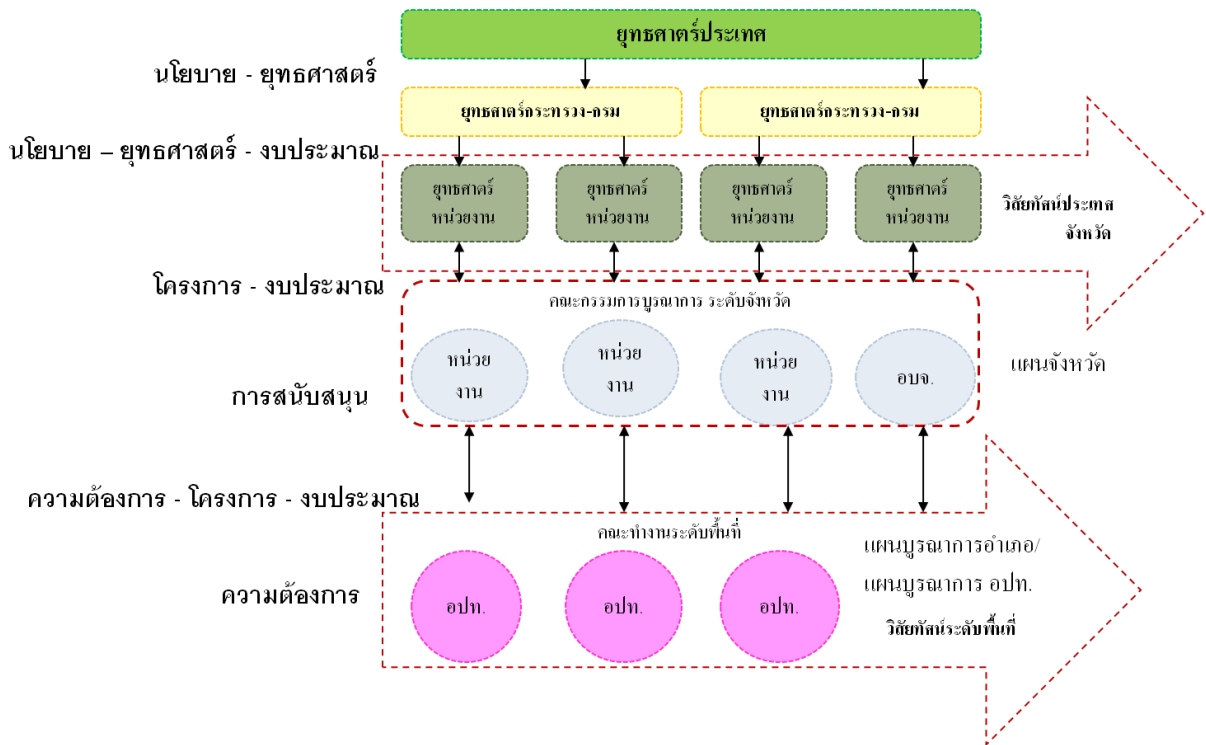 ยุทธศาตร์ประเทศ
นโยบาย - ยุทธศาสตร์
ยุทธศาตร์กระทรวง-กรม
ยุทธศาตร์กระทรวง-กรม
นโยบาย – ยุทธศาสตร์ - งบประมาณ
ยุทธศาตร์
หน่วยงาน
ยุทธศาตร์
หน่วยงาน
ยุทธศาตร์
หน่วยงาน
ยุทธศาตร์
หน่วยงาน
วิสัยทัศน์ประเทศ
จังหวัด
โครงการ - งบประมาณ
คณะกรรมการบูรณาการ ระดับจังหวัด
หน่วย
งาน
หน่วย
งาน
หน่วย
งาน
อบจ.
แผนจังหวัด
การสนับสนุน
ความต้องการ - โครงการ - งบประมาณ
คณะทำงานระดับพื้นที่
แผนบูรณาการอำเภอ/
แผนบูรณาการ อปท.
วิสัยทัศน์ระดับพื้นที่
ความต้องการ
อปท.
อปท.
อปท.